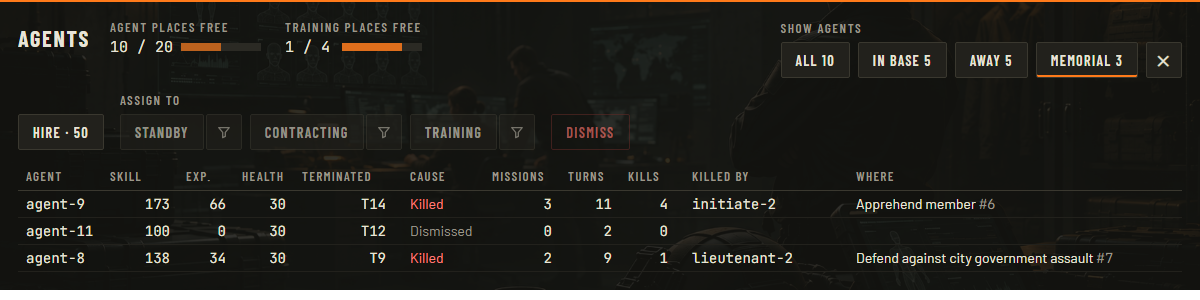 AGENTS
AGENT PLACES FREE
10 / 20
TRAINING PLACES FREE
1 / 4
SHOW AGENTS
ALL 10 IN BASE 5 AWAY 5 MEMORIAL 3 ✕
ASSIGN TO
HIRE · 50 STANDBY CONTRACTING TRAINING DISMISS
AGENT SKILL EXP. HEALTH TERMINATED CAUSE MISSIONS TURNS KILLS KILLED BY WHERE
agent-9 173 66 30 T14 Killed 3 11 4 initiate-2 Apprehend member #6
agent-11 100 0 30 T12 Dismissed 0 2 0
agent-8 138 34 30 T9 Killed 2 9 1 lieutenant-2 Defend against city government assault #7